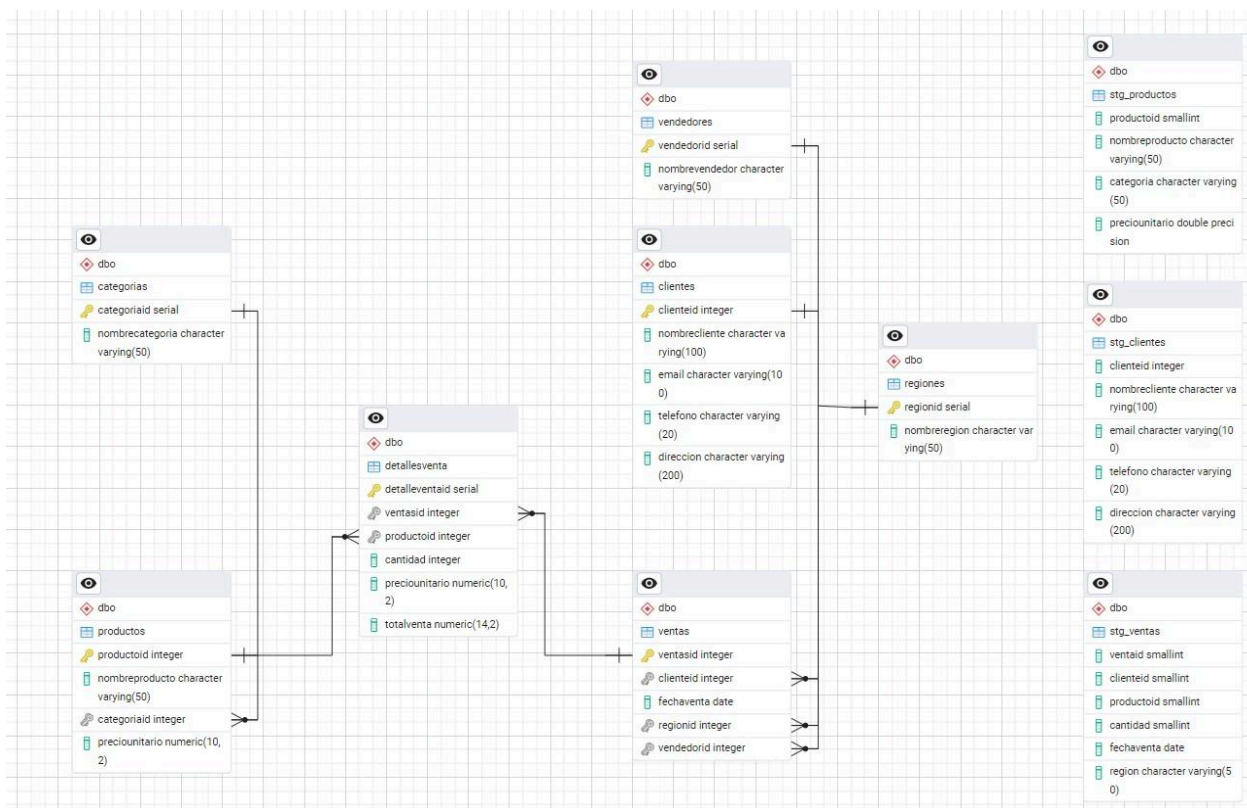 dbo
vendedores
vendedorid serial
nombrevendedor character
varying(50)
dbo
stg_productos
productoid smallint
nombreproducto character
varying(50)
categoria character varying
(50)
preciounitario double preci
sion
dbo
categorias
categoriaid serial
nombrecategoria character
varying(50)
dbo
clientes
clienteid integer
nombrecliente character va
rying(100)
email character varying(10
0)
telefono character varying
(20)
direccion character varying
(200)
dbo
regiones
regionid serial
nombreregion character var
ying(50)
dbo
stg_clientes
clienteid integer
nombrecliente character va
rying(100)
email character varying(10
0)
telefono character varying
(20)
direccion character varying
(200)
dbo
detallesventa
detalleventaid serial
ventasid integer
productoid integer
cantidad integer
preciounitario numeric(10,
2)
totalventa numeric(14,2)
dbo
productos
productoid integer
nombreproducto character
varying(50)
categoriaid integer
preciounitario numeric(10,
2)
dbo
ventas
ventasid integer
clienteid integer
fechaventa date
regionid integer
vendedorid integer
dbo
stg_ventas
ventaid smallint
clienteid smallint
productoid smallint
cantidad smallint
fechaventa date
region character varying(5
0)